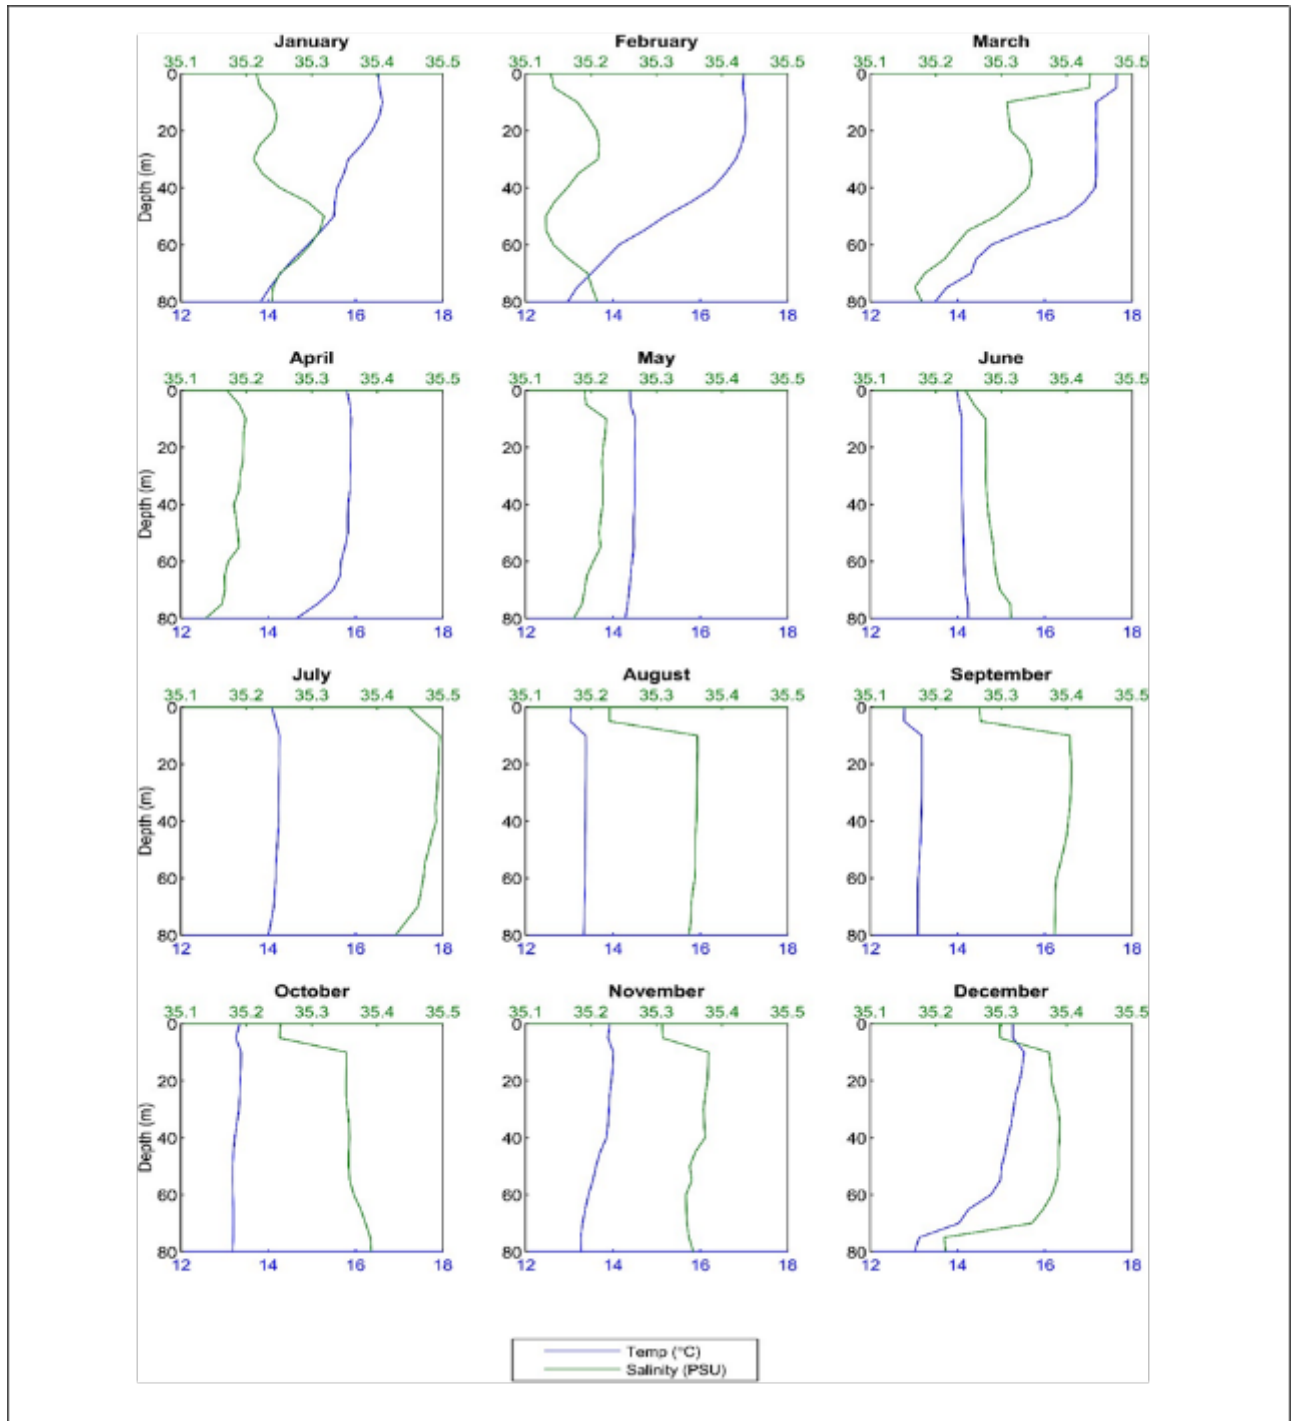 January February March
35.1 35.2 35.3 35.4 35.5 35.1 35.2 35.3 35.4 35.5 35.1 35.2 35.3 35.4 35.5
0 0 0
20 20 20
Depth (m)
40 40 40
60 60 60
80 80 80
12 14 16 18 12 14 16 18 12 14 16 18
April May June
35.1 35.2 35.3 35.4 35.5 35.1 35.2 35.3 35.4 35.5 35.1 35.2 35.3 35.4 35.5
0 0 0
20 20 20
Depth (m)
40 40 40
60 60 60
80 80 80
12 14 16 18 12 14 16 18 12 14 16 18
July August September
35.1 35.2 35.3 35.4 35.5 35.1 35.2 35.3 35.4 35.5 35.1 35.2 35.3 35.4 35.5
0 0 0
20 20 20
Depth (m)
40 40 40
60 60 60
80 80 80
12 14 16 18 12 14 16 18 12 14 16 18
October November December
35.1 35.2 35.3 35.4 35.5 35.1 35.2 35.3 35.4 35.5 35.1 35.2 35.3 35.4 35.5
0 0 0
20 20 20
Depth (m)
40 40 40
60 60 60
80 80 80
12 14 16 18 12 14 16 18 12 14 16 18
Temp (°C)
Salinity (PSU)